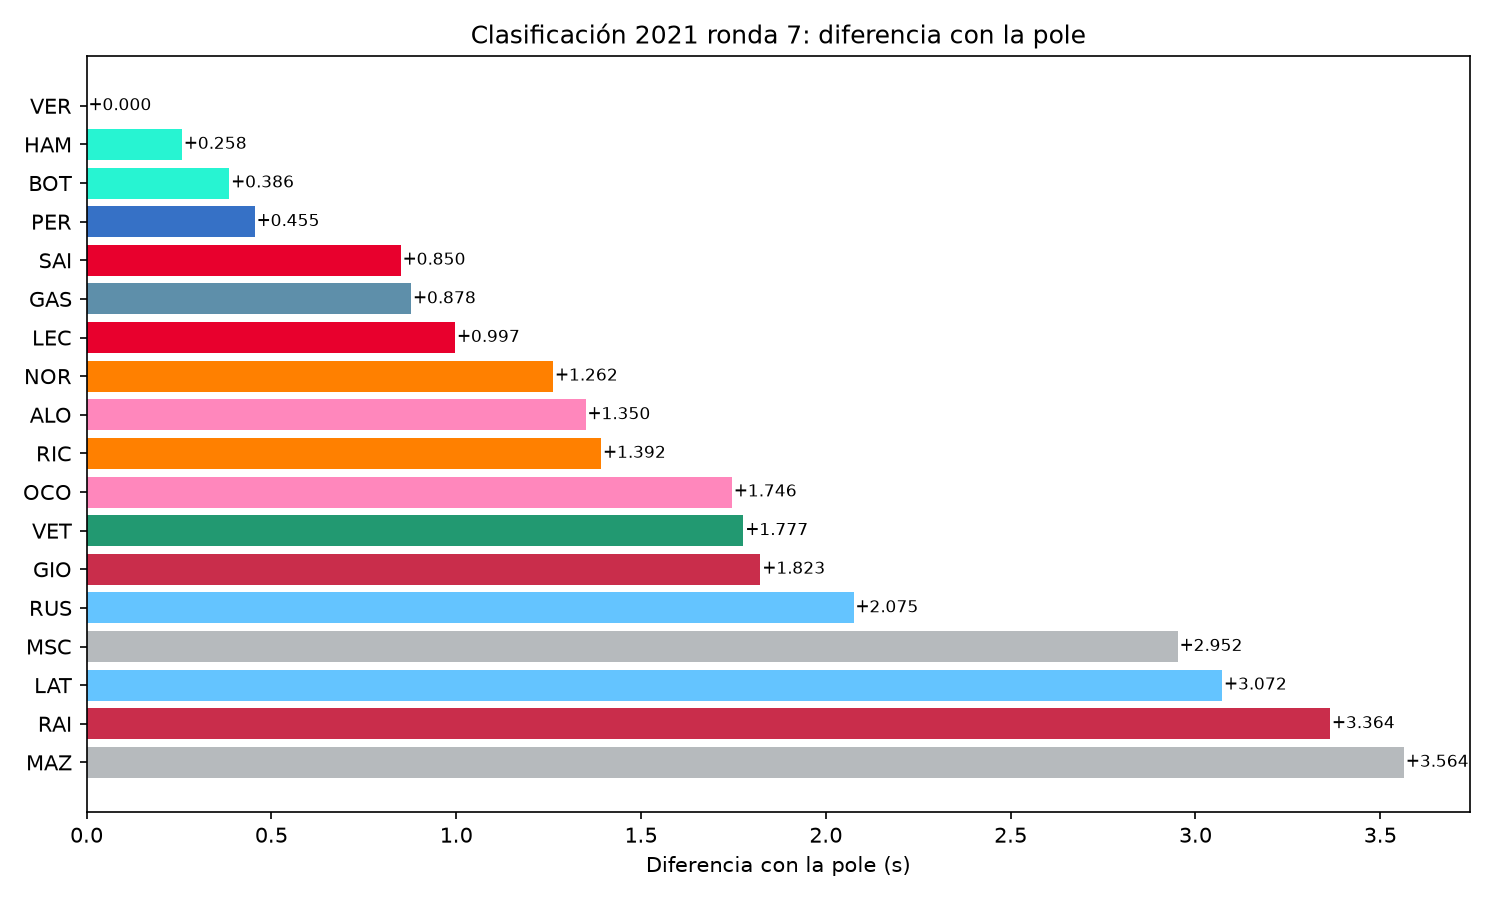 Clasificación 2021 ronda 7: diferencia con la pole
VER +0.000
HAM +0.258
BOT +0.386
PER +0.455
SAI +0.850
GAS +0.878
LEC +0.997
NOR +1.262
ALO +1.350
RIC +1.392
OCO +1.746
VET +1.777
GIO +1.823
RUS +2.075
MSC +2.952
LAT +3.072
RAI +3.364
MAZ +3.564
0.0 0.5 1.0 1.5 2.0 2.5 3.0 3.5
Diferencia con la pole (s)